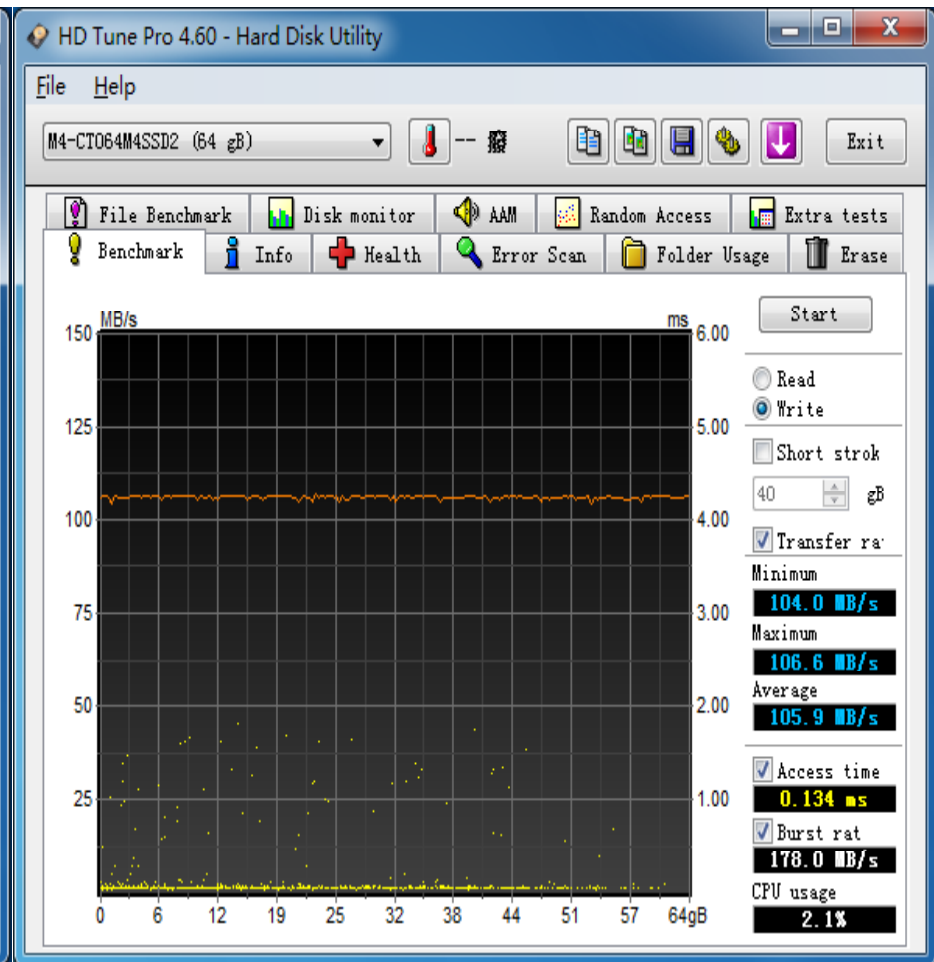 HD Tune Pro 4.60 - Hard Disk Utility
File Help
M4-CT064M4SSD2 (64 gB) -- 癈 Exit
File Benchmark Disk monitor AAM Random Access Extra tests
Benchmark Info Health Error Scan Folder Usage Erase
Start
MB/s ms
150 6.00
Read
Write
125 5.00
Short strok
40 gB
100 4.00
Transfer ra
Minimum
104.0 MB/s
75 3.00
Maximum
106.6 MB/s
Average
50 2.00
105.9 MB/s
Access time
25 1.00
0.134 ms
Burst rat
178.0 MB/s
CPU usage
2.1%
0 6 12 19 25 32 38 44 51 57 64gB